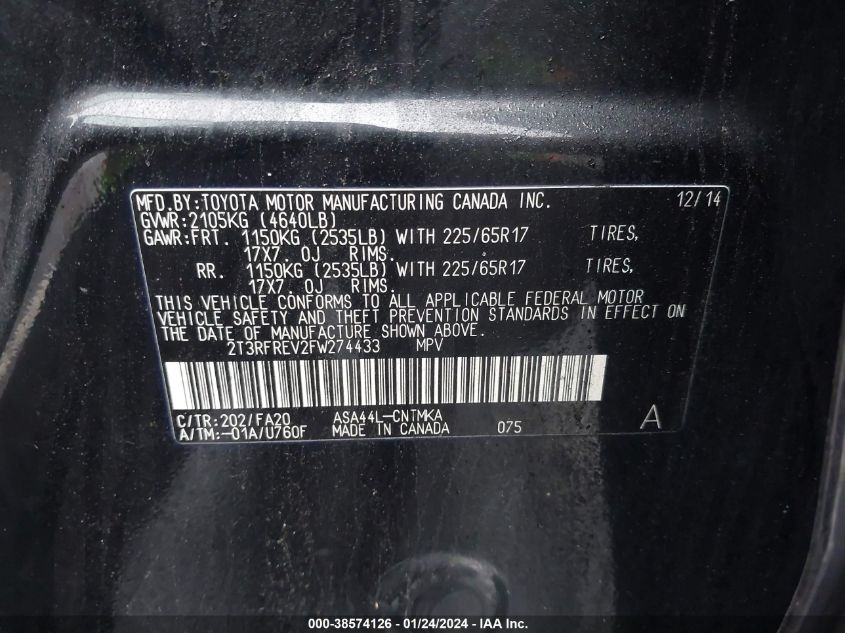 MFD.BY:TOYOTA MOTOR MANUFACTURING CANADA INC. 12/14
GVWR:2105KG (4640LB)
GAWR:FRT. 1150KG (2535LB) WITH 225/65R17 TIRES,
17X7. 0J RIMS.
RR. 1150KG (2535LB) WITH 225/65R17 TIRES,
17X7. 0J RIMS.
THIS VEHICLE CONFORMS TO ALL APPLICABLE FEDERAL MOTOR
VEHICLE SAFETY AND THEFT PREVENTION STANDARDS IN EFFECT ON
THE DATE OF MANUFACTURE SHOWN ABOVE.
2T3RFREV2FW274433 MPV
C/TR:202/FA20 ASA44L-CNTMKA
A/TM:-01A/U760F MADE IN CANADA 075 A
000-38574126 - 01/24/2024 - IAA Inc.